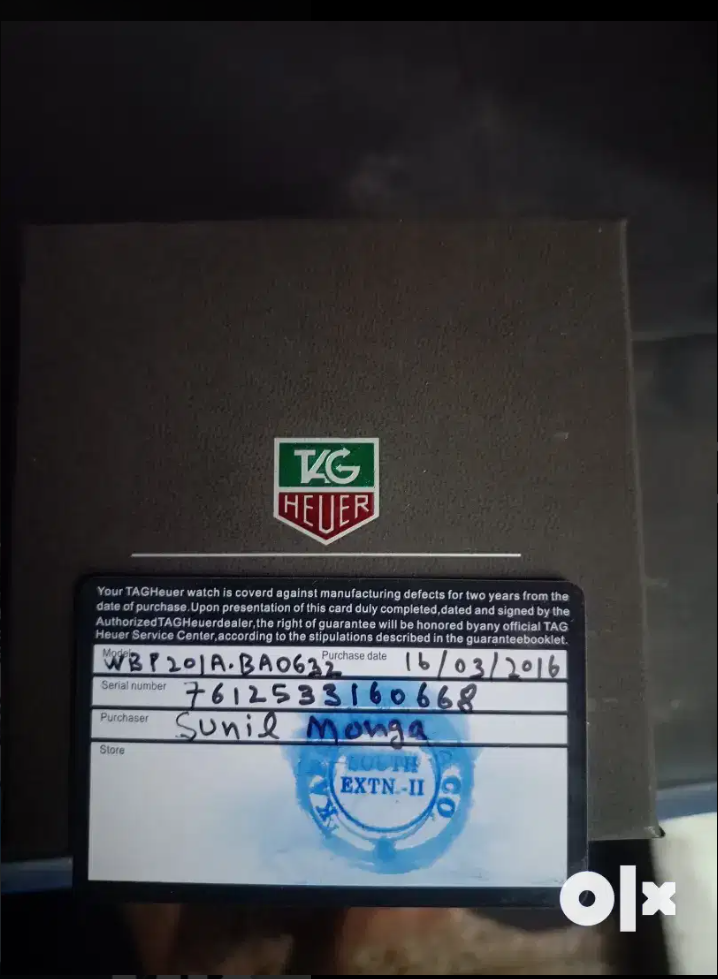 TAG
HEUER
Your TAGHeuer watch is coverd against manufacturing defects for two years from the
date of purchase.Upon presentation of this card duly completed,dated and signed by the
AuthorizedTAGHeuerdealer,the right of guarantee will be honored byany official TAG
Heuer Service Center,according to the stipulations described in the guaranteebooklet.
Model WBP201A.BA0632 Purchase date 16/03/2016
Serial number 7612533160668
Purchaser Sunil Monga
Store
SOUTH
EXTN.-II
CO
olx